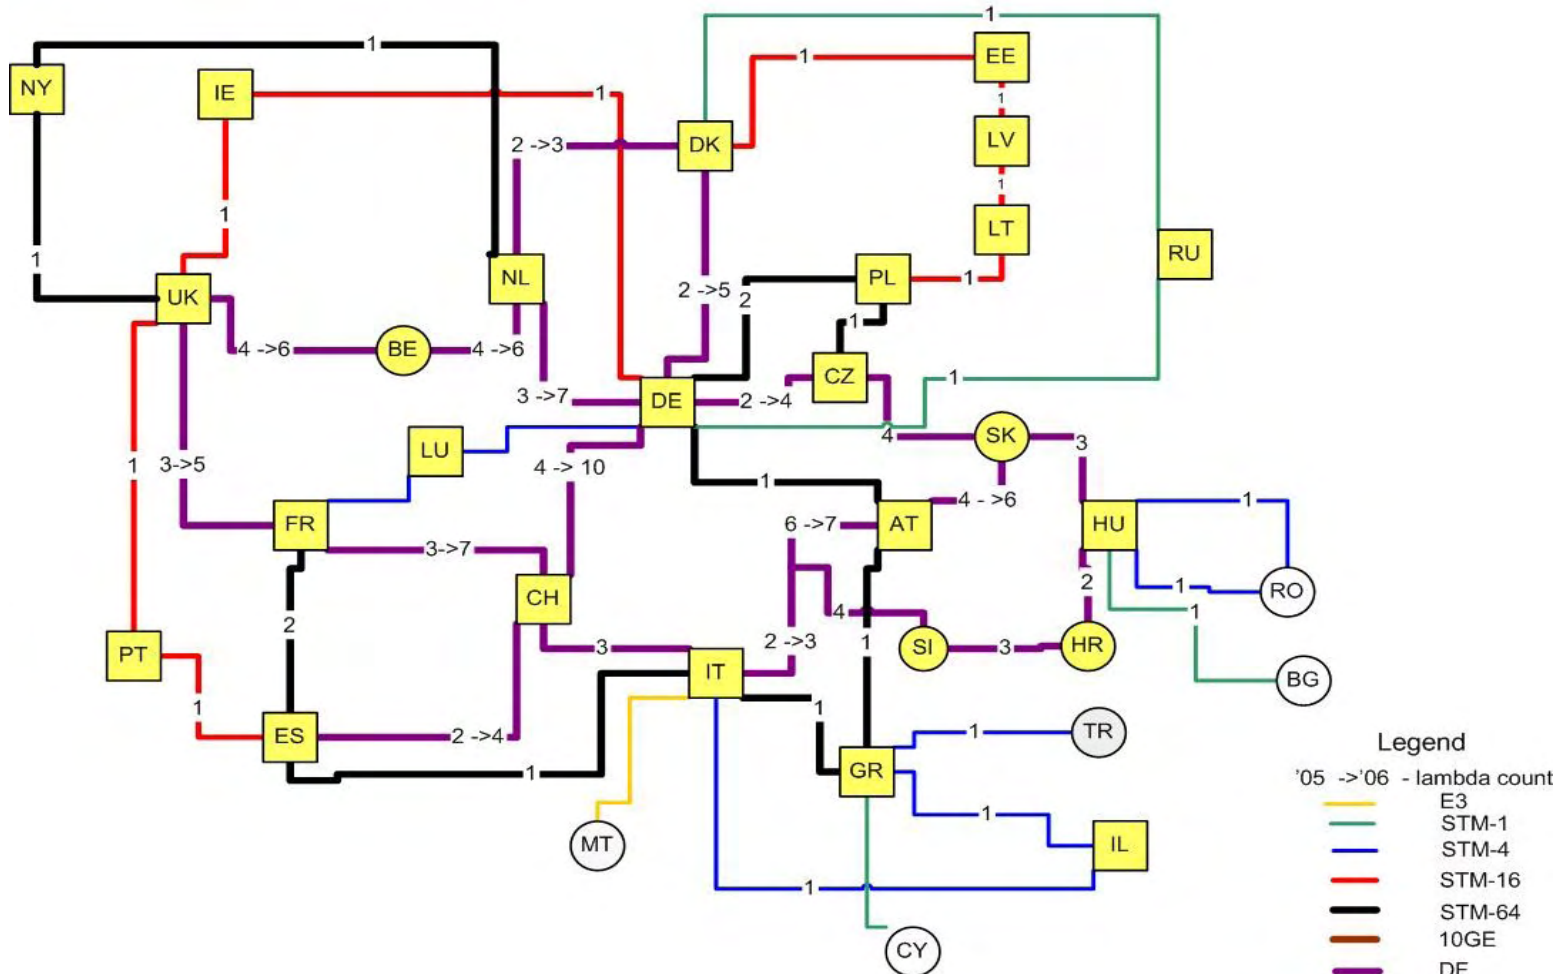 1
NY
IE
1
1
EE
1
DK
2 ->3
1
LV
1
LT
1
1
UK
NL
PL
1
RU
2 ->5
2
1
4 ->6
BE
4 ->6
CZ
1
3 ->7
DE
2 ->4
LU
4
SK
3
1
3->5
4 -> 10
1
4 ->6
1
FR
6 ->7
AT
HU
3->7
2
1
RO
CH
1
2
4
PT
3
2 ->3
1
SI
3
HR
IT
BG
1
1
ES
2 ->4
1
TR
1
GR
Legend
'05 ->'06 - lambda count
E3
STM-1
1
MT
IL
STM-4
1
STM-16
STM-64
10GE
CY
DF